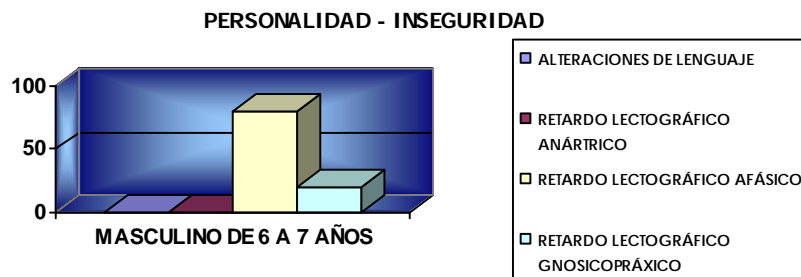 PERSONALIDAD - INSEGURIDAD
100
50
0
MASCULINO DE 6 A 7 AÑOS
ALTERACIONES DE LENGUAJE
RETARDO LECTOGRÁFICO
ANÁRTRICO
RETARDO LECTOGRÁFICO AFÁSICO
RETARDO LECTOGRÁFICO
GNOSICOPRÁXICO